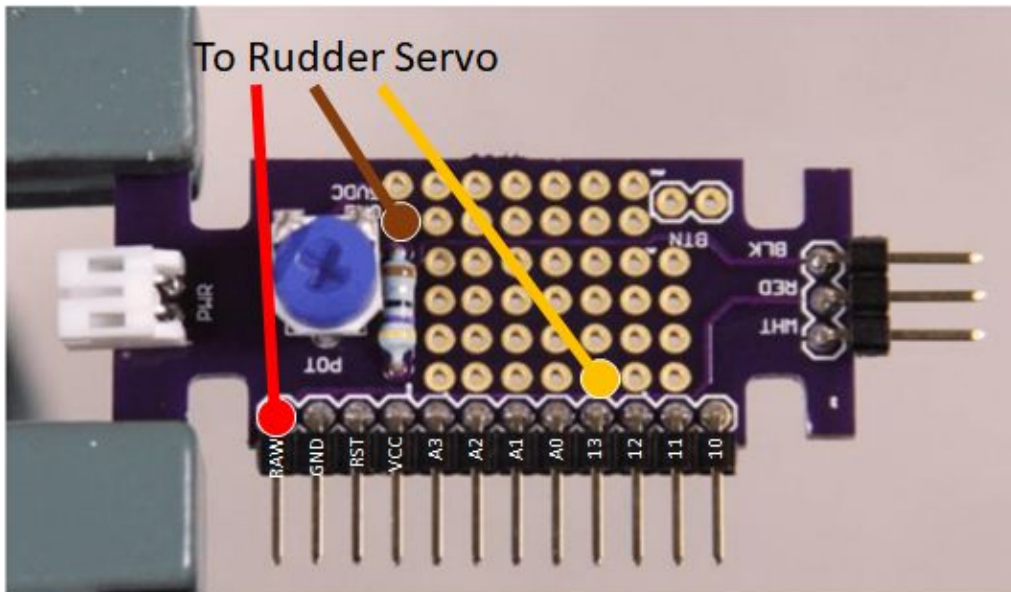 To Rudder Servo
5VDC
BTN
BLK
RED
WHT
PWR
POT
RAW GND RST VCC A3 A2 A1 A0 13 12 11 10